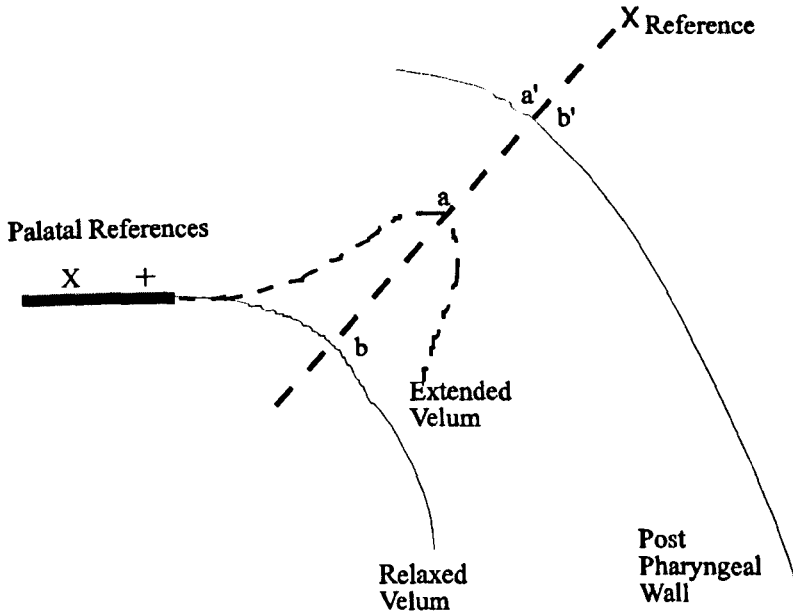 X Reference
a'
b'
a
Palatal References
X +
b
Extended
Velum
Relaxed
Velum
Post
Pharyngeal
Wall